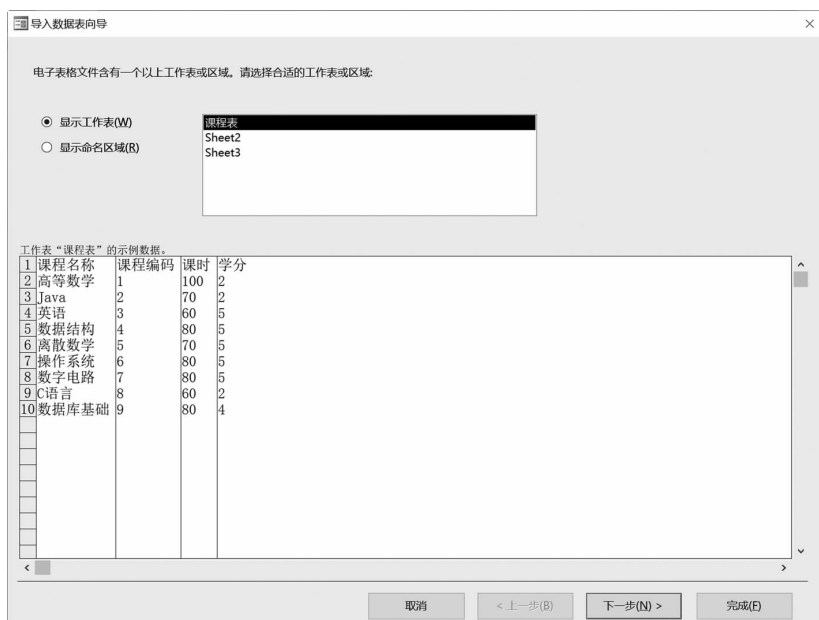 导入数据表向导
电子表格文件含有一个以上工作表或区域。请选择合适的工作表或区域:
显示工作表(W)
显示命名区域(R)
课程表
Sheet2
Sheet3
工作表“课程表”的示例数据。
1 课程名称 课程编码 课时 学分
2 高等数学 1 100 2
3 Java 2 70 2
4 英语 3 60 5
5 数据结构 4 80 5
6 离散数学 5 70 5
7 操作系统 6 80 5
8 数字电路 7 80 5
9 C语言 8 60 2
10 数据库基础 9 80 4
取消 < 上一步(B) 下一步(N) > 完成(F)